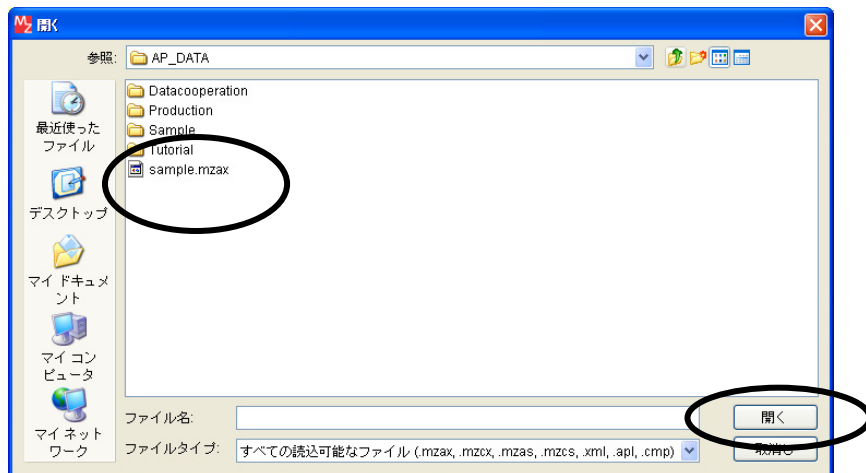 MZ 開く
参照: AP_DATA
Datacooperation
Production
Sample
Tutorial
sample.mzax
最近使った
ファイル
デスクトップ
マイ ドキュメ
ント
マイ コン
ピュータ
マイ ネット
ワーク
ファイル名:
開く
ファイルタイプ: すべての読込可能なファイル (.mzax, .mzcx, .mzas, .mzcs, .xml, .apl, .cmp)
取消し